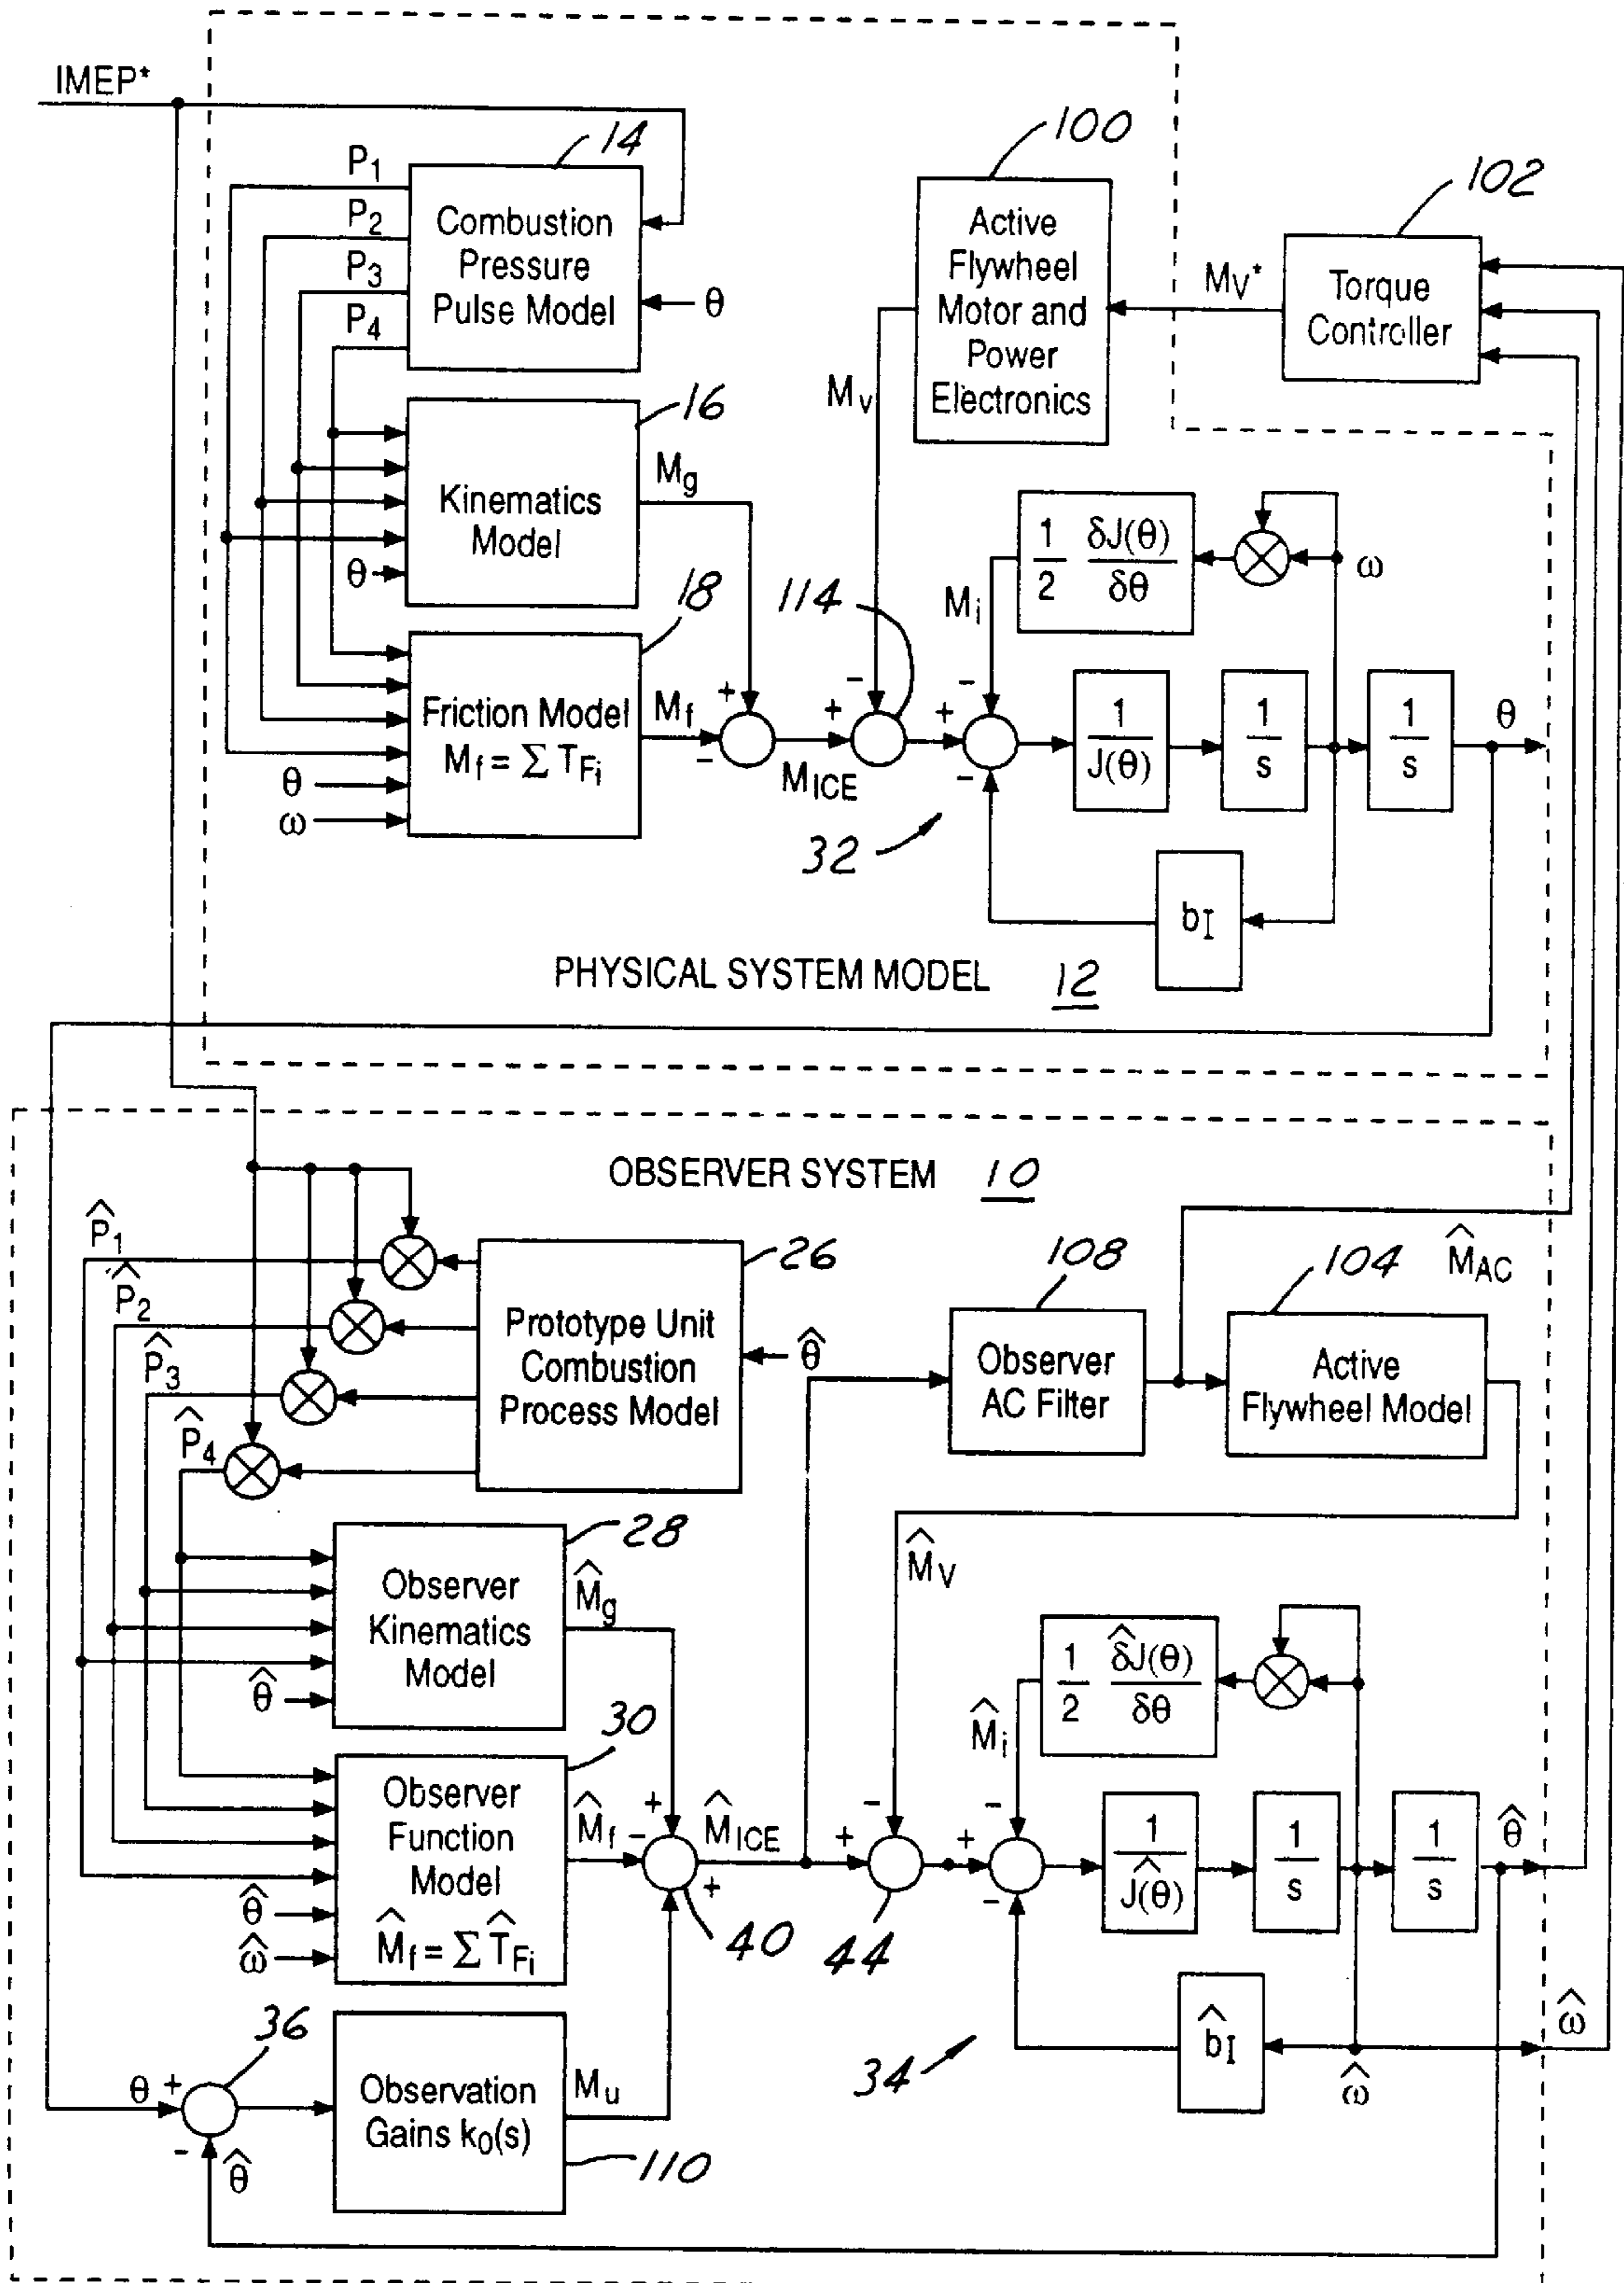 IMEP*
P1
P2
P3
P4
14
Combustion
Pressure
Pulse Model
θ
16
Kinematics
Model
Mg
θ
18
Friction Model
Mf = Σ TFi
θ
ω
Mf
+
-
MICE
100
Active
Flywheel
Motor and
Power
Electronics
Mv
MV*
102
Torque
Controller
114
-
+
+
-
-
Mi
1/2 δJ(θ)/δθ
ω
1/J(θ)
1/s
1/s
θ
32
bI
PHYSICAL SYSTEM MODEL 12
OBSERVER SYSTEM 10
P̂1
P̂2
P̂3
P̂4
26
Prototype Unit
Combustion
Process Model
θ̂
108
Observer
AC Filter
M̂AC
104
Active
Flywheel Model
28
Observer
Kinematics
Model
M̂g
θ̂
M̂V
30
Observer
Function
Model
M̂f = Σ T̂Fi
θ̂
ω̂
M̂f
+
-
+
M̂ICE
40
-
+
44
+
-
-
M̂i
1/2 δ̂J(θ)/δθ
1/Ĵ(θ)
1/s
1/s
θ̂
34
b̂I
ω̂
ω̂
36
θ +
-
θ̂
Observation
Gains k0(s)
Mu
110